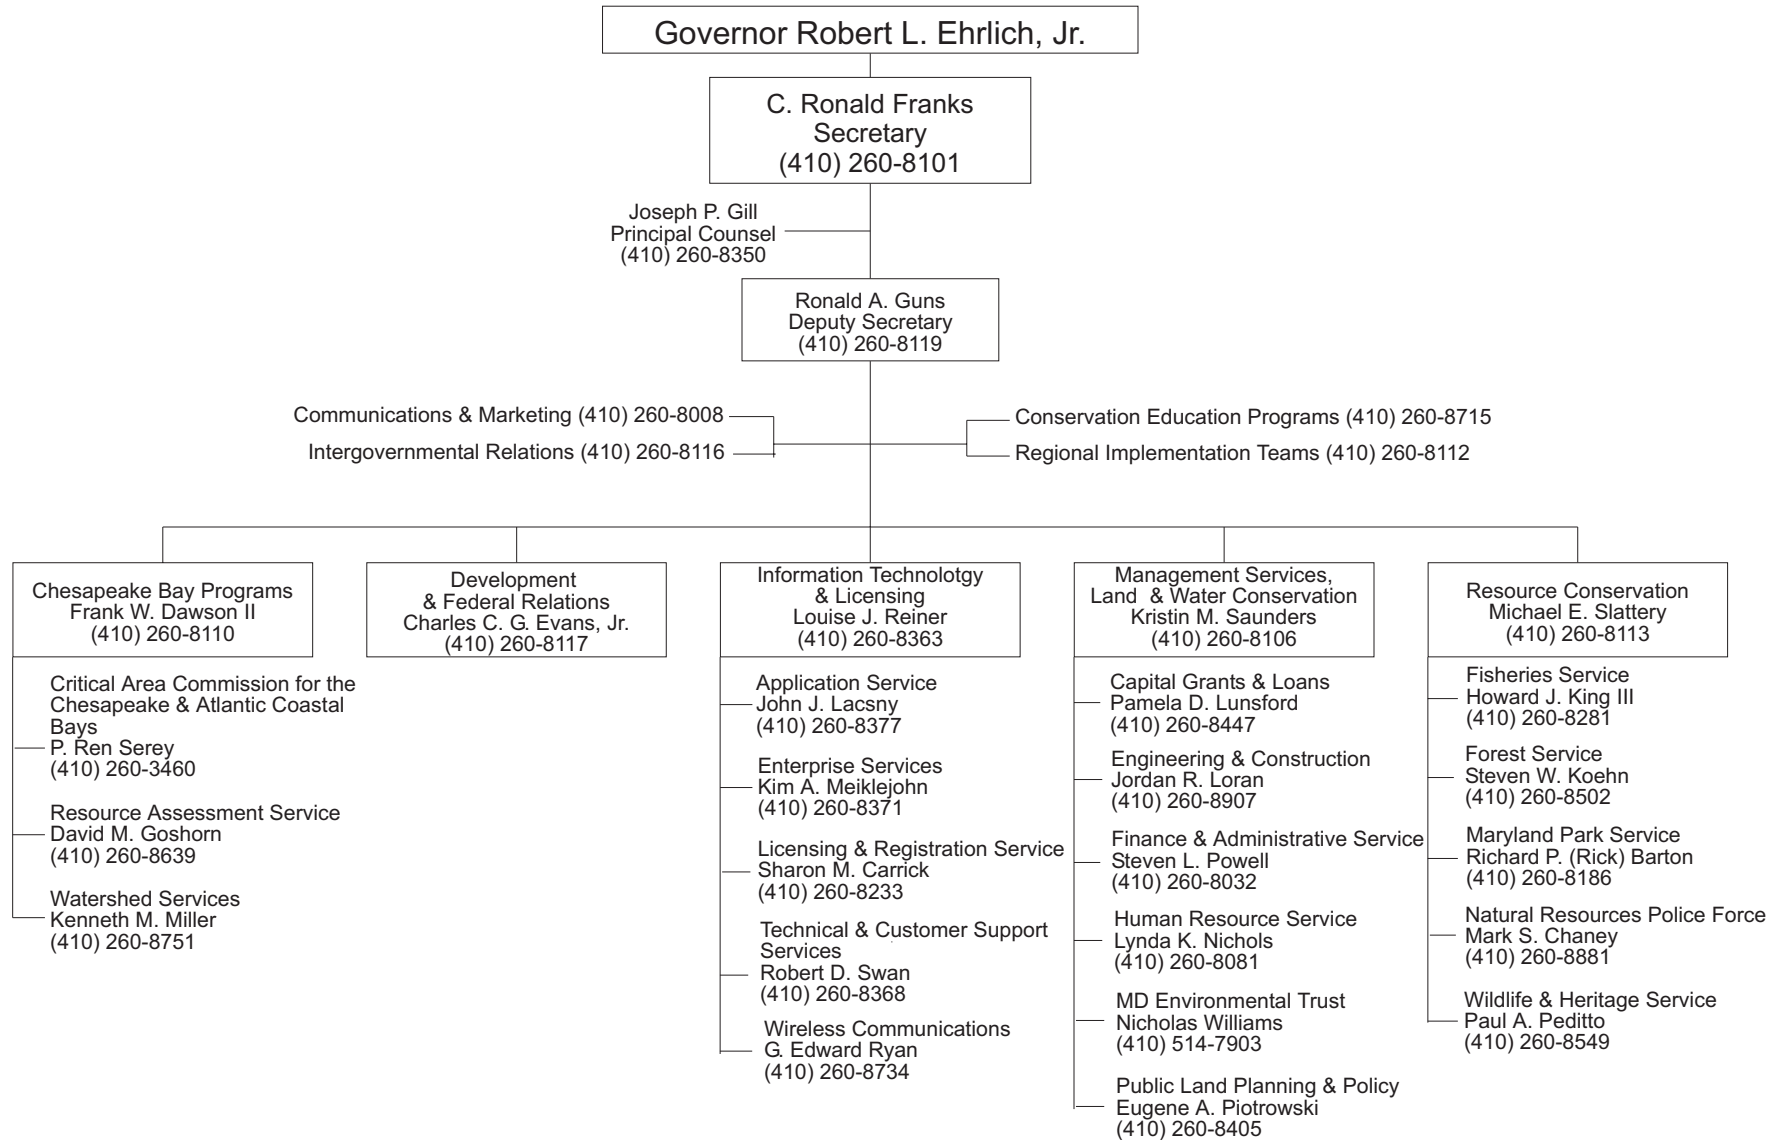 Governor Robert L. Ehrlich, Jr.
C. Ronald Franks
Secretary
(410) 260-8101
Joseph P. Gill
Principal Counsel
(410) 260-8350
Ronald A. Guns
Deputy Secretary
(410) 260-8119
Communications & Marketing (410) 260-8008
Intergovernmental Relations (410) 260-8116
Conservation Education Programs (410) 260-8715
Regional Implementation Teams (410) 260-8112
Chesapeake Bay Programs
Frank W. Dawson II
(410) 260-8110
Critical Area Commission for the
Chesapeake & Atlantic Coastal
Bays
P. Ren Serey
(410) 260-3460
Resource Assessment Service
David M. Goshorn
(410) 260-8639
Watershed Services
Kenneth M. Miller
(410) 260-8751
Development
& Federal Relations
Charles C. G. Evans, Jr.
(410) 260-8117
Information Technolotgy
& Licensing
Louise J. Reiner
(410) 260-8363
Application Service
John J. Lacsny
(410) 260-8377
Enterprise Services
Kim A. Meiklejohn
(410) 260-8371
Licensing & Registration Service
Sharon M. Carrick
(410) 260-8233
Technical & Customer Support
Services
Robert D. Swan
(410) 260-8368
Wireless Communications
G. Edward Ryan
(410) 260-8734
Management Services,
Land & Water Conservation
Kristin M. Saunders
(410) 260-8106
Capital Grants & Loans
Pamela D. Lunsford
(410) 260-8447
Engineering & Construction
Jordan R. Loran
(410) 260-8907
Finance & Administrative Service
Steven L. Powell
(410) 260-8032
Human Resource Service
Lynda K. Nichols
(410) 260-8081
MD Environmental Trust
Nicholas Williams
(410) 514-7903
Public Land Planning & Policy
Eugene A. Piotrowski
(410) 260-8405
Resource Conservation
Michael E. Slattery
(410) 260-8113
Fisheries Service
Howard J. King III
(410) 260-8281
Forest Service
Steven W. Koehn
(410) 260-8502
Maryland Park Service
Richard P. (Rick) Barton
(410) 260-8186
Natural Resources Police Force
Mark S. Chaney
(410) 260-8881
Wildlife & Heritage Service
Paul A. Peditto
(410) 260-8549